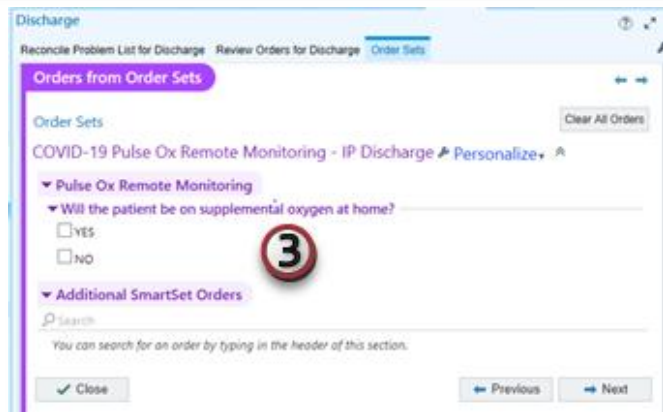 Discharge
Reconcile Problem List for Discharge Review Orders for Discharge Order Sets
Orders from Order Sets
Order Sets Clear All Orders
COVID-19 Pulse Ox Remote Monitoring - IP Discharge Personalize
Pulse Ox Remote Monitoring
Will the patient be on supplemental oxygen at home?
YES
NO
3
Additional SmartSet Orders
Search
You can search for an order by typing in the header of this section.
Close Previous Next